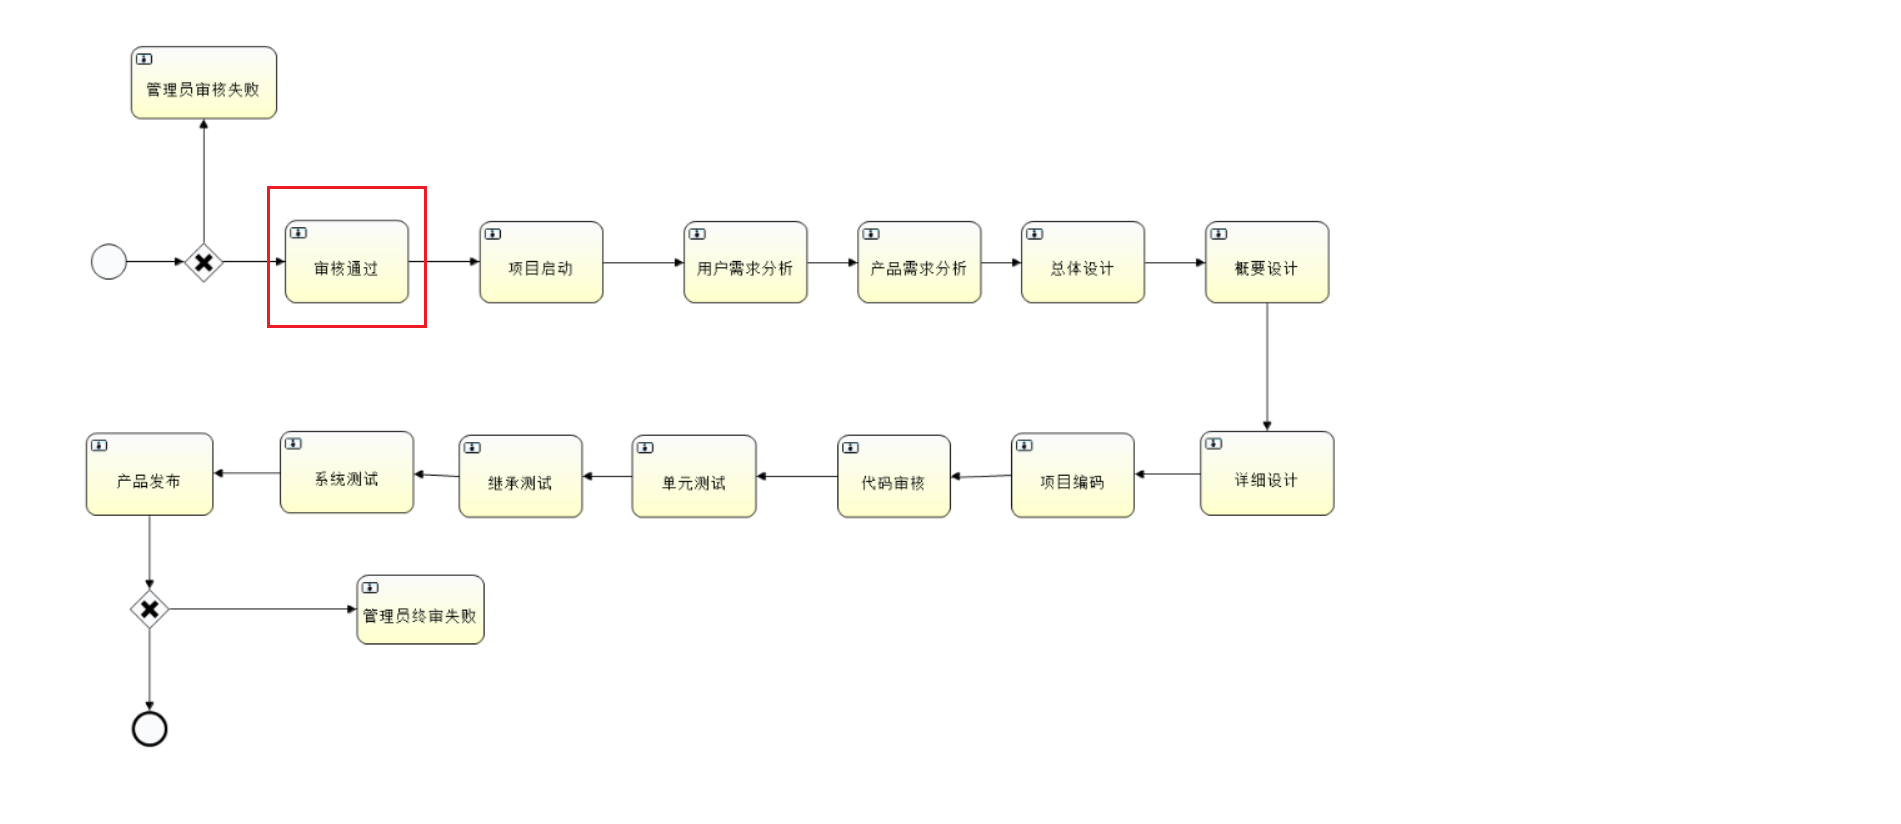 管理员审核失败
审核通过
项目启动
用户需求分析
产品需求分析
总体设计
概要设计
产品发布
系统测试
继承测试
单元测试
代码审核
项目编码
详细设计
管理员终审失败